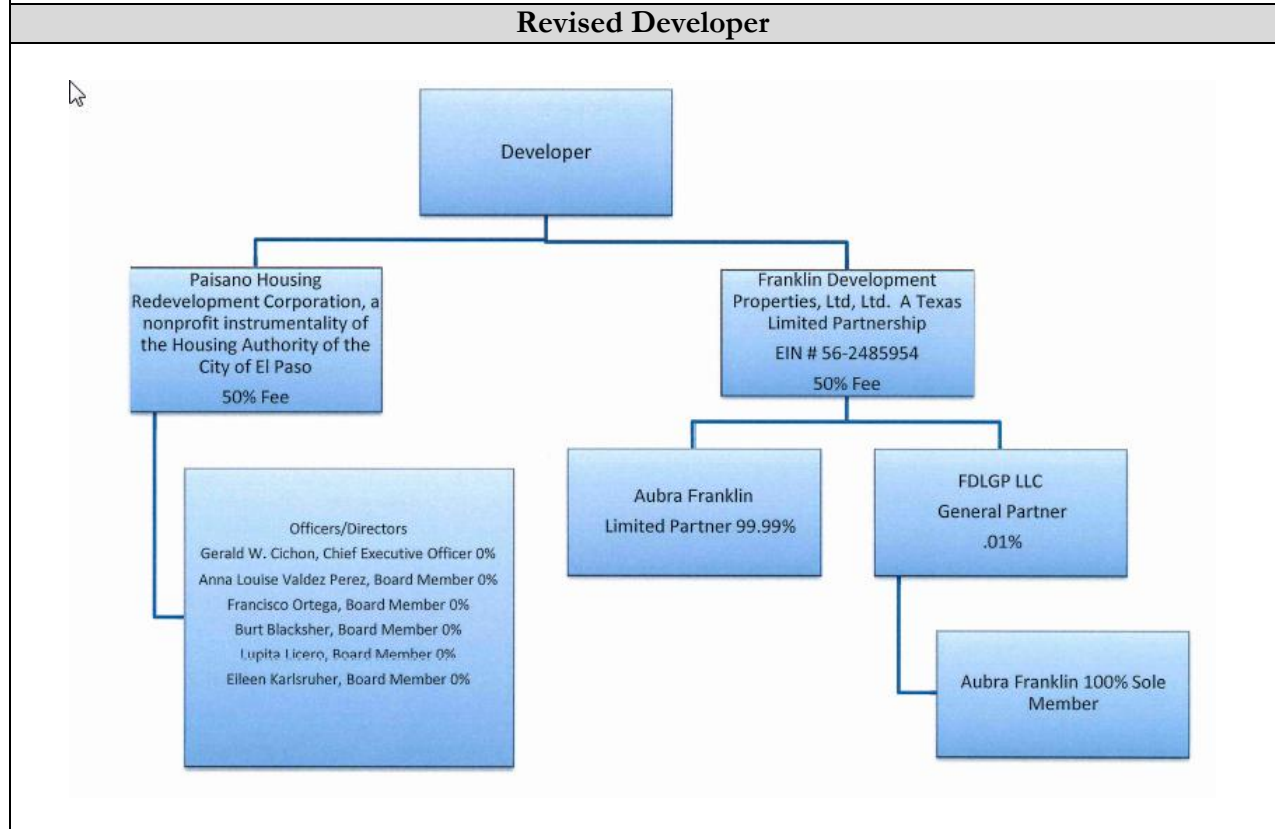 Revised Developer
Developer
Paisano Housing
Redevelopment Corporation, a
nonprofit instrumentality of
the Housing Authority of the
City of El Paso
50% Fee
Franklin Development
Properties, Ltd, Ltd. A Texas
Limited Partnership
EIN # 56-2485954
50% Fee
Officers/Directors
Gerald W. Cichon, Chief Executive Officer 0%
Anna Louise Valdez Perez, Board Member 0%
Francisco Ortega, Board Member 0%
Burt Blacksher, Board Member 0%
Lupita Licero, Board Member 0%
Eileen Karlsruher, Board Member 0%
Aubra Franklin
Limited Partner 99.99%
FDLGP LLC
General Partner
.01%
Aubra Franklin 100% Sole
Member